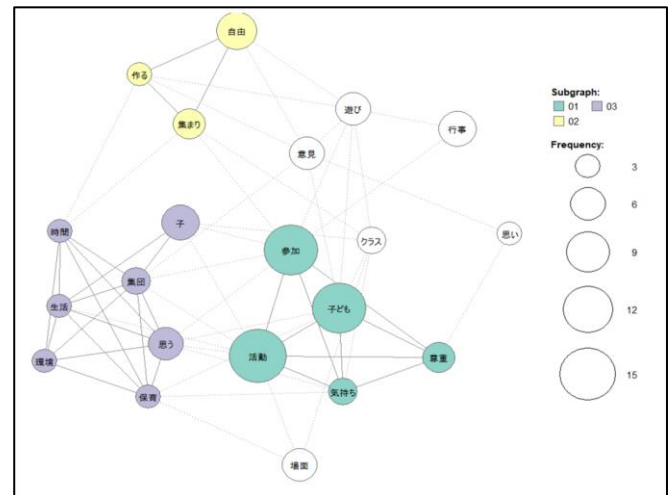 自由
作る
遊び
集まり
行事
意見
子
時間
思い
クラス
参加
集団
生活
子ども
思う
活動
環境
尊重
気持ち
保育
場面
Subgraph:
01 03
02
Frequency:
3
6
9
12
15